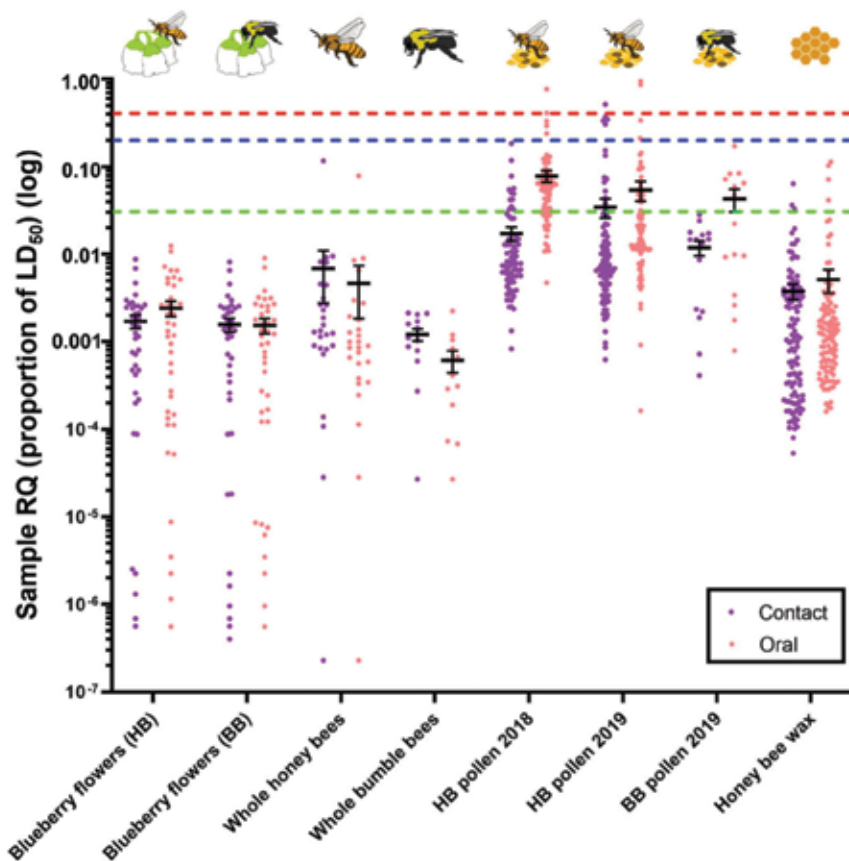 Sample RQ (proportion of LD50) (log)
1.00
0.10
0.01
0.001
10-4
10-5
10-6
10-7
Contact
Oral
Blueberry flowers (HB)
Blueberry flowers (BB)
Whole honey bees
Whole bumble bees
HB pollen 2018
HB pollen 2019
BB pollen 2019
Honey bee wax